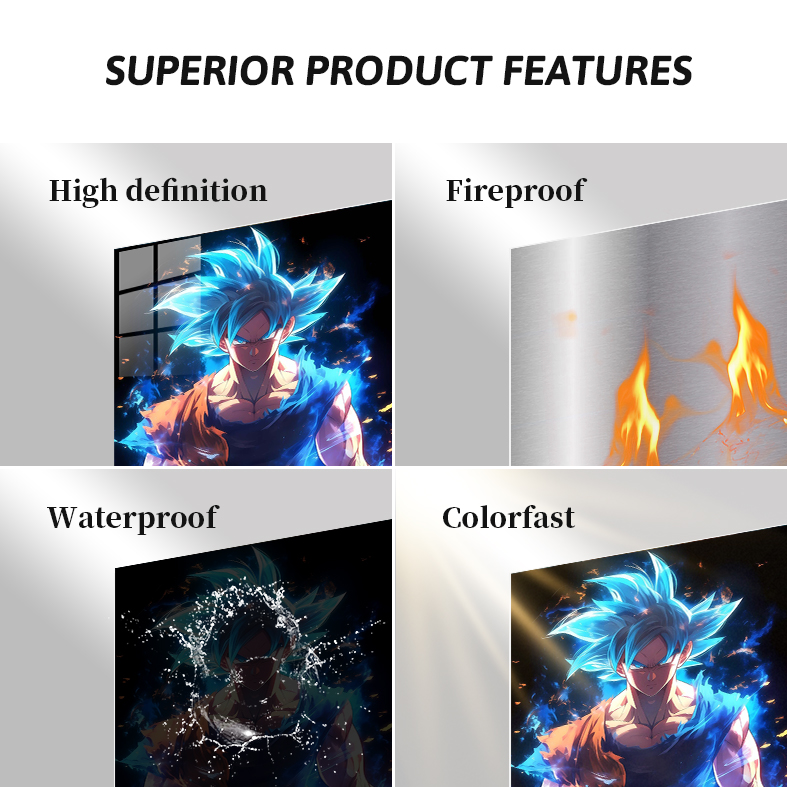 SUPERIOR PRODUCT FEATURES
High definition
Fireproof
Waterproof
Colorfast